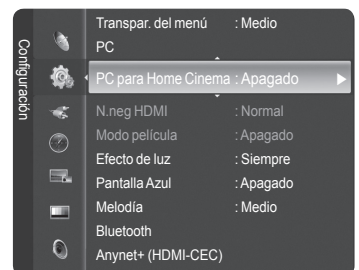 Configuración
Transpar. del menú : Medio
PC
PC para Home Cinema : Apagado
N.neg HDMI : Normal
Modo película : Apagado
Efecto de luz : Siempre
Pantalla Azul : Apagado
Melodía : Medio
Bluetooth
Anynet+ (HDMI-CEC)